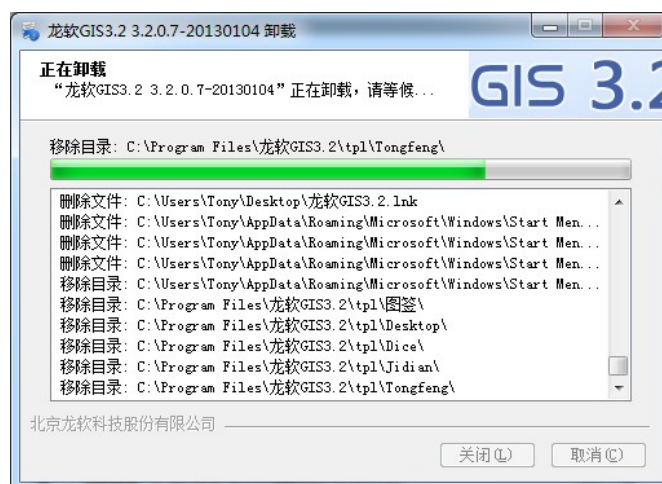 龙软GIS3.2 3.2.0.7-20130104 卸载
正在卸载
“龙软GIS3.2 3.2.0.7-20130104”正在卸载，请等候...
GIS 3.2
移除目录: C:\Program Files\龙软GIS3.2\tpl\Tongfeng\
删除文件: C:\Users\Tony\Desktop\龙软GIS3.2.lnk
删除文件: C:\Users\Tony\AppData\Roaming\Microsoft\Windows\Start Men...
删除文件: C:\Users\Tony\AppData\Roaming\Microsoft\Windows\Start Men...
删除文件: C:\Users\Tony\AppData\Roaming\Microsoft\Windows\Start Men...
移除目录: C:\Users\Tony\AppData\Roaming\Microsoft\Windows\Start Men...
移除目录: C:\Program Files\龙软GIS3.2\tpl\图签\
移除目录: C:\Program Files\龙软GIS3.2\tpl\Desktop\
移除目录: C:\Program Files\龙软GIS3.2\tpl\Dice\
移除目录: C:\Program Files\龙软GIS3.2\tpl\Jidian\
移除目录: C:\Program Files\龙软GIS3.2\tpl\Tongfeng\
北京龙软科技股份有限公司
关闭(L)
取消(C)